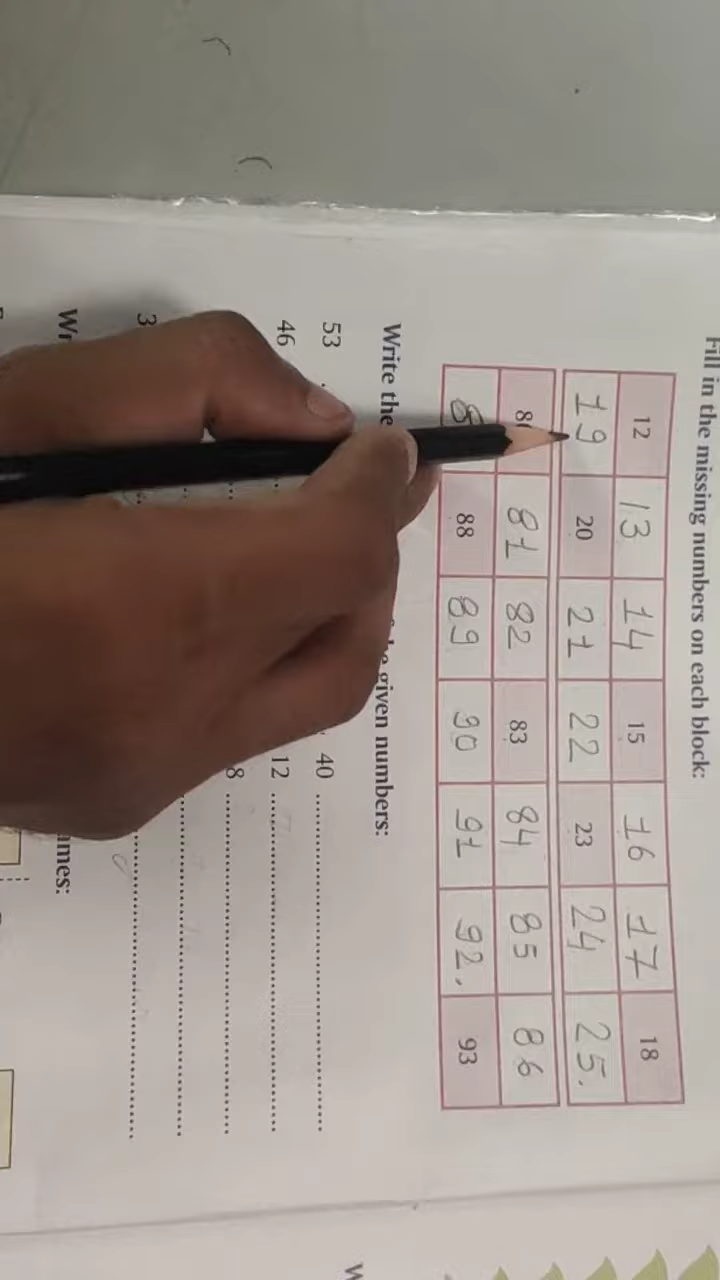 Fill in the missing numbers on each block:
12 13 14 15 16 17 18
19 20 21 22 23 24 25.
81 82 83 84 85 86
88 89 90 91 92. 93
Write the given numbers:
53 40
46 12
3 8